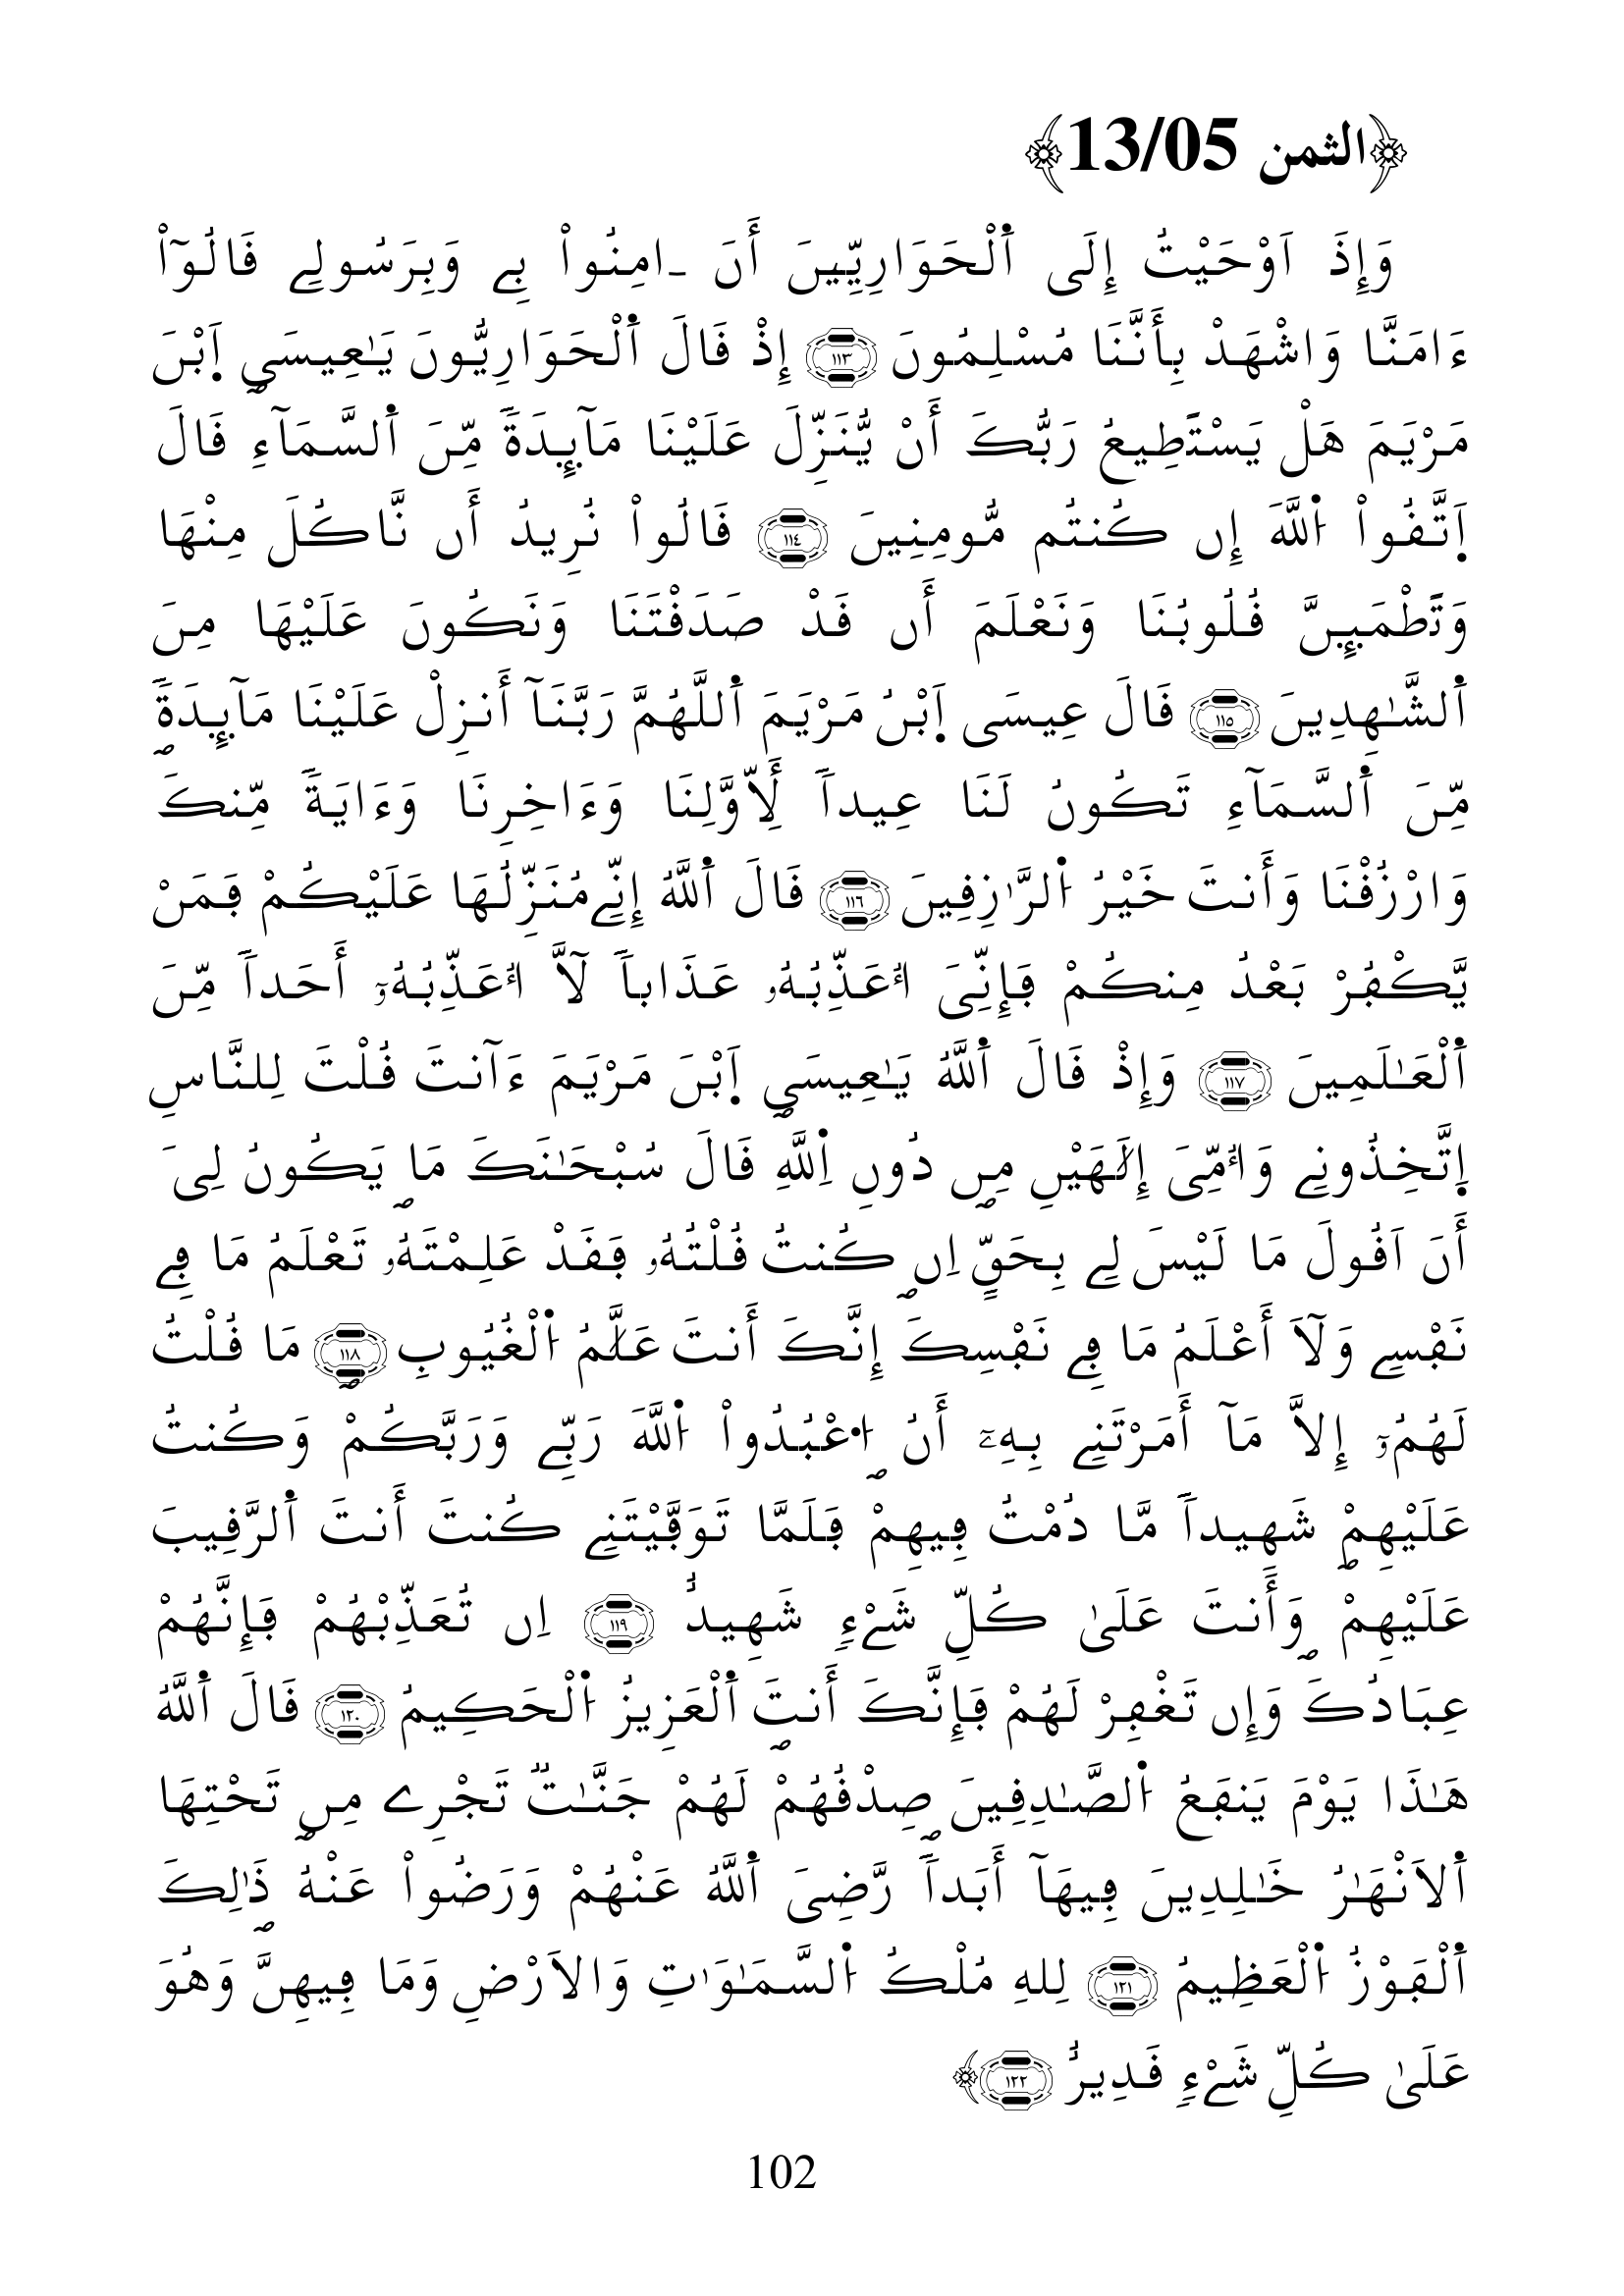 ﴿الثمن 13/05﴾
وَإِذَ اَوْحَيْتُ إِلَى اَ۬لْحَوَارِيِّـۧنَ أَنَ ـ امِنُواْ بِے وَبِرَسُولِے قَالُوٓاْ
ءَامَنَّا وَاشْهَدْ بِأَنَّنَا مُسْلِمُونَ ١١٣ إِذْ قَالَ اَ۬لْحَوَارِيُّونَ يَـٰعِيسَى اَ۪بْنَ
مَرْيَمَ هَلْ يَسْتَطِيعُ رَبُّكَ أَنْ يُّنَزِّلَ عَلَيْنَا مَآئِدَةٗ مِّنَ اَ۬لسَّمَآءِ قَالَ
اَ۪تَّقُواْ اُ۬للَّهَ إِن كُنتُم مُّومِنِينَ ١١٤ قَالُواْ نُرِيدُ أَن نَّاكُلَ مِنْهَا
وَتَطْمَئِنَّ قُلُوبُنَا وَنَعْلَمَ أَن قَدْ صَدَقْتَنَا وَنَكُونَ عَلَيْهَا مِنَ
اَ۬لشَّـٰهِدِينَ ١١٥ قَالَ عِيسَى اَ۪بْنُ مَرْيَمَ اَ۬للَّهُمَّ رَبَّنَآ أَنزِلْ عَلَيْنَا مَآئِدَةٗ
مِّنَ اَ۬لسَّمَآءِ تَكُونُ لَنَا عِيداٗ لِّأَوَّلِنَا وَءَاخِرِنَا وَءَايَةٗ مِّنكَ
وَارْزُقْنَا وَأَنتَ خَيْرُ اُ۬لرَّٰزِقِينَ ١١٦ قَالَ اَ۬للَّهُ إِنِّے مُنَزِّلُهَا عَلَيْكُمْ فَمَنْ
يَّكْفُرْ بَعْدُ مِنكُمْ فَإِنِّىَ أُعَذِّبُهُۥ عَذَاباٗ لَّآ أُعَذِّبُهُۥٓ أَحَداٗ مِّنَ
اَ۬لْعَـٰلَمِينَ ١١٧ وَإِذْ قَالَ اَ۬للَّهُ يَـٰعِيسَى اَ۪بْنَ مَرْيَمَ ءَآنتَ قُلْتَ لِلنَّاسِ
اِ۪تَّخِذُونِے وَأُمِّىَ إِلَـٰهَيْنِ مِن دُونِ اِ۬للَّهِ قَالَ سُبْحَـٰنَكَ مَا يَكُونُ لِىَ
أَنَ اَقُولَ مَا لَيْسَ لِے بِحَقٍّ اِن كُنتُ قُلْتُهُۥ فَقَدْ عَلِمْتَهُۥ تَعْلَمُ مَا فِے
نَفْسِے وَلَآ أَعْلَمُ مَا فِے نَفْسِكَ إِنَّكَ أَنتَ عَلَّـٰمُ اُ۬لْغُيُوبِ ١١٨ مَا قُلْتُ
لَهُمُۥٓ إِلاَّ مَآ أَمَرْتَنِے بِهِۦٓ أَنُ اُ۟عْبُدُواْ اُ۬للَّهَ رَبِّے وَرَبَّكُمْ وَكُنتُ
عَلَيْهِمْ شَهِيداٗ مَّا دُمْتُ فِيهِمْ فَلَمَّا تَوَفَّيْتَنِے كُنتَ أَنتَ اَ۬لرَّقِيبَ
عَلَيْهِمْ وَأَنتَ عَلَىٰ كُلِّ شَےْءٖ شَهِيدٌ ١١٩ اِن تُعَذِّبْهُمْ فَإِنَّهُمْ
عِبَادُكَ وَإِن تَغْفِرْ لَهُمْ فَإِنَّكَ أَنتَ اَ۬لْعَزِيزُ اُ۬لْحَكِيمُ ١٢٠ قَالَ اَ۬للَّهُ
هَـٰذَا يَوْمَ يَنفَعُ اُ۬لصَّـٰدِقِينَ صِدْقُهُمْ لَهُمْ جَنَّـٰتٌ تَجْرِے مِن تَحْتِهَا
اَ۬لاَنْهَـٰرُ خَـٰلِدِينَ فِيهَآ أَبَداٗ رَّضِىَ اَ۬للَّهُ عَنْهُمْ وَرَضُواْ عَنْهُ ذَٰلِكَ
اَ۬لْفَوْزُ اُ۬لْعَظِيمُ ١٢١ لِلهِ مُلْكُ اُ۬لسَّمَـٰوَٰتِ وَالاَرْضِ وَمَا فِيهِنَّ وَهُوَ
عَلَىٰ كُلِّ شَےْءٖ قَدِيرٌ ١٢٢﴾
102